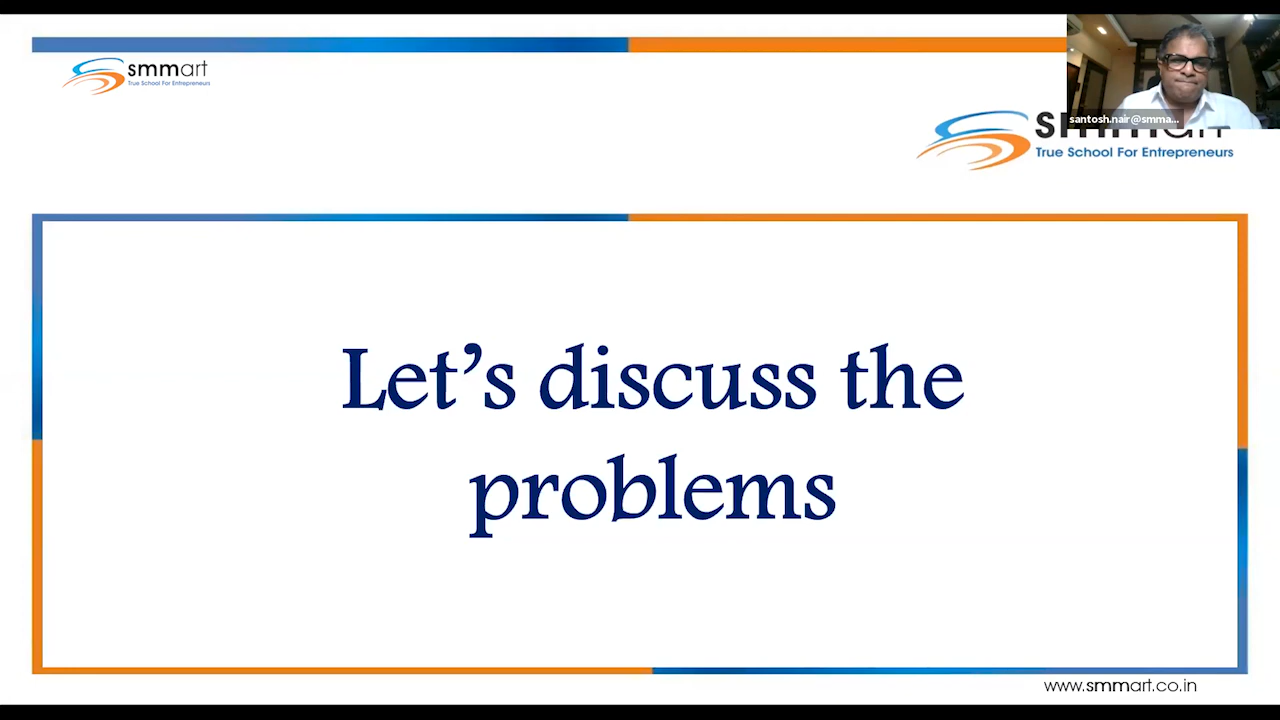 smmart
True School For Entrepreneurs
santosh.nair@smma...
True School For Entrepreneurs
Let's discuss the
problems
www.smmart.co.in